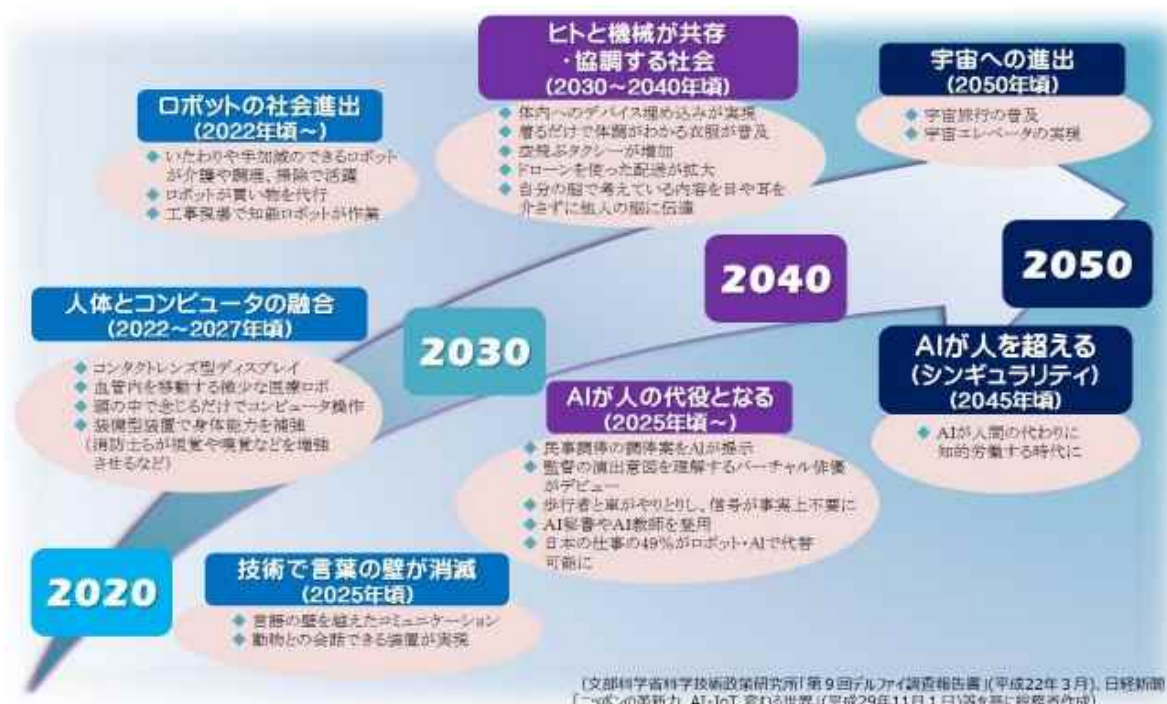 ヒトと機械が共存
・協調する社会
(2030～2040年頃)
◆ 体内へのデバイス埋め込みが実現
◆ 着るだけで体調がわかる衣服が普及
◆ 空飛ぶタクシーが増加
◆ ドローンを使った配送が拡大
◆ 自分の脳で考えている内容を目や耳を
介さずに他人の脳に伝達
宇宙への進出
(2050年頃)
◆ 宇宙旅行の普及
◆ 宇宙エレベータの実現
ロボットの社会進出
(2022年頃～)
◆ いたわりや手加減のできるロボット
が介護や調理、掃除で活躍
◆ ロボットが買い物を代行
◆ 工事現場で知能ロボットが作業
2050
2040
人体とコンピュータの融合
(2022～2027年頃)
◆ コンタクトレンズ型ディスプレイ
◆ 血管内を移動する微少な医療ロボ
◆ 頭の中で念じるだけでコンピュータ操作
◆ 装備型装置で身体能力を補強
(消防士らが視覚や嗅覚などを増強
させるなど)
2030
AIが人を超える
(シンギュラリティ)
(2045年頃)
◆ AIが人間の代わりに
知的労働する時代に
AIが人の代役となる
(2025年頃～)
◆ 民事調停の調停案をAIが提示
◆ 監督の演出意図を理解するバーチャル俳優
がデビュー
◆ 歩行者と車がやりとりし、信号が事実上不要に
◆ AI秘書やAI教師を登用
◆ 日本の仕事の49%がロボット・AIで代替
可能に
2020
技術で言葉の壁が消滅
(2025年頃)
◆ 言語の壁を越えたコミュニケーション
◆ 動物との会話できる装置が実現
(文部科学省科学技術政策研究所「第9回デルファイ調査報告書」(平成22年3月)、日経新聞
「ニッポンの革新力 AI・IoT 変わる世界」(平成29年11月1日)等を基に総務省作成)